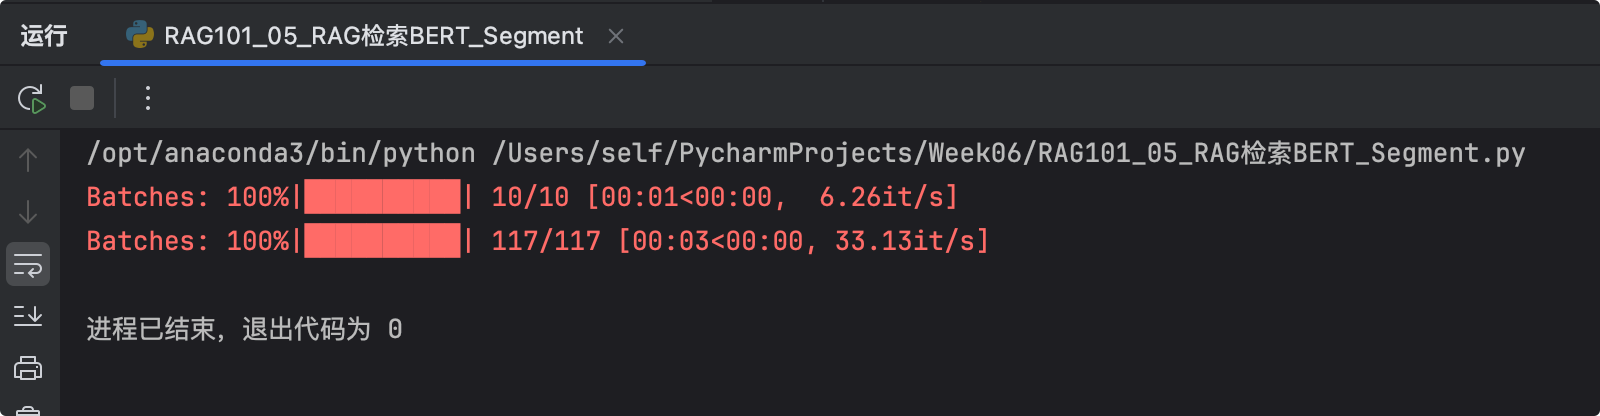 运行 RAG101_05_RAG检索BERT_Segment
/opt/anaconda3/bin/python /Users/self/PycharmProjects/Week06/RAG101_05_RAG检索BERT_Segment.py
Batches: 100%|██████████| 10/10 [00:01<00:00,  6.26it/s]
Batches: 100%|██████████| 117/117 [00:03<00:00, 33.13it/s]
进程已结束，退出代码为 0